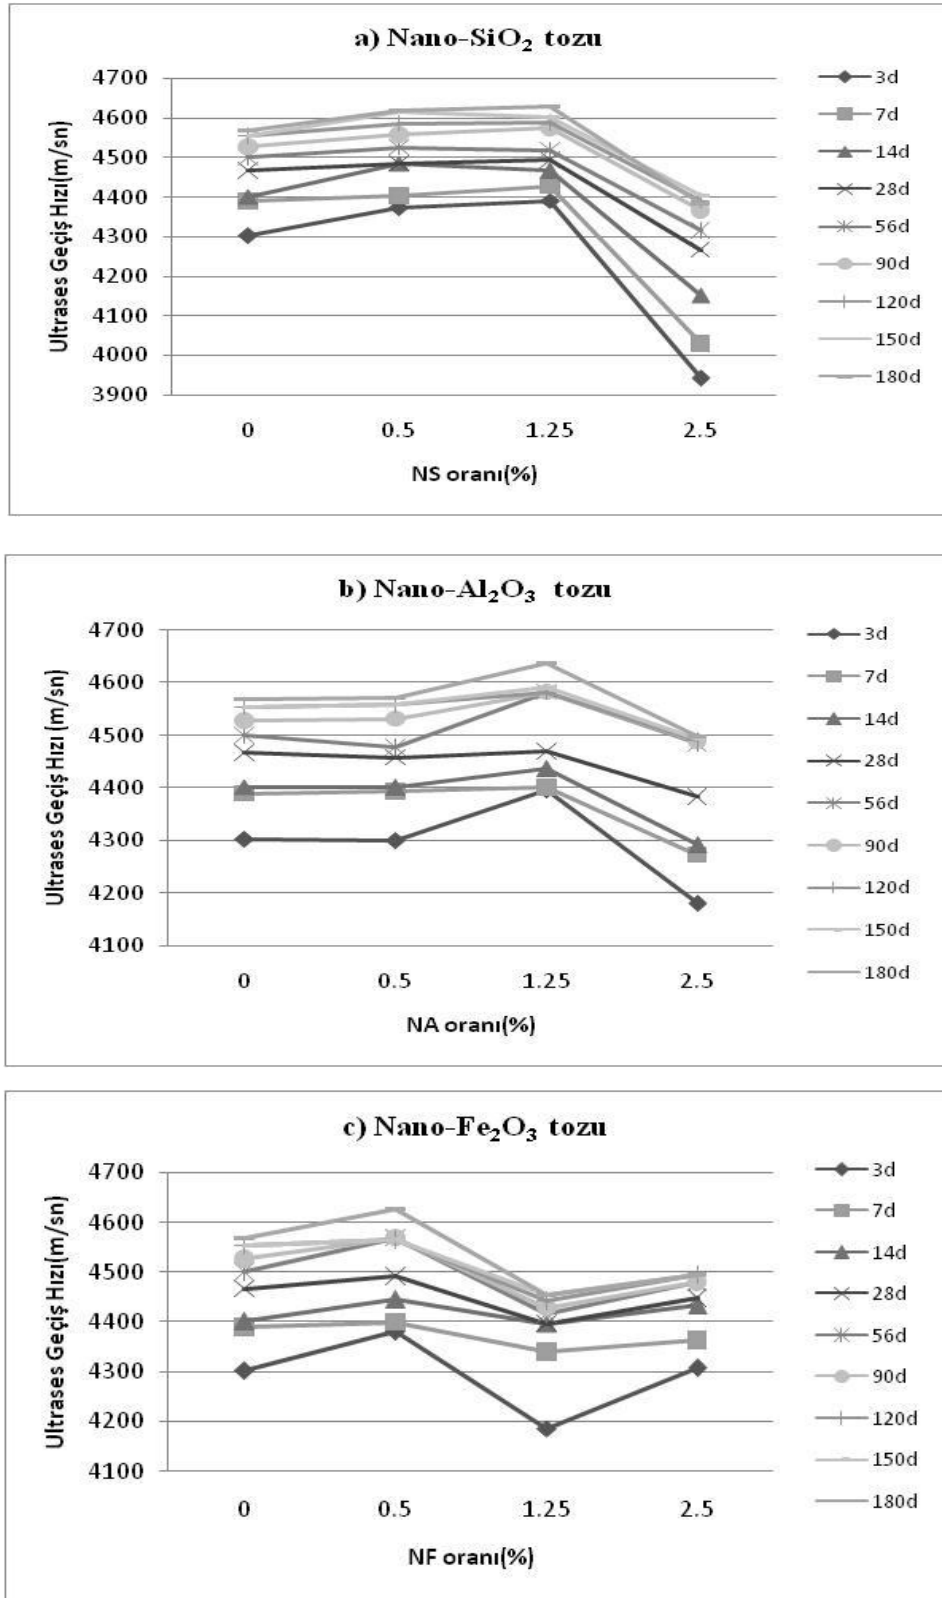 a) Nano-SiO₂ tozu
Ultrases Geçiş Hızı(m/sn)
4700
4600
4500
4400
4300
4200
4100
4000
3900
0 0.5 1.25 2.5
NS oranı(%)
3d
7d
14d
28d
56d
90d
120d
150d
180d
b) Nano-Al₂O₃ tozu
Ultrases Geçiş Hızı (m/sn)
4700
4600
4500
4400
4300
4200
4100
0 0.5 1.25 2.5
NA oranı(%)
3d
7d
14d
28d
56d
90d
120d
150d
180d
c) Nano-Fe₂O₃ tozu
Ultrases Geçiş Hızı(m/sn)
4700
4600
4500
4400
4300
4200
4100
0 0.5 1.25 2.5
NF oranı(%)
3d
7d
14d
28d
56d
90d
120d
150d
180d